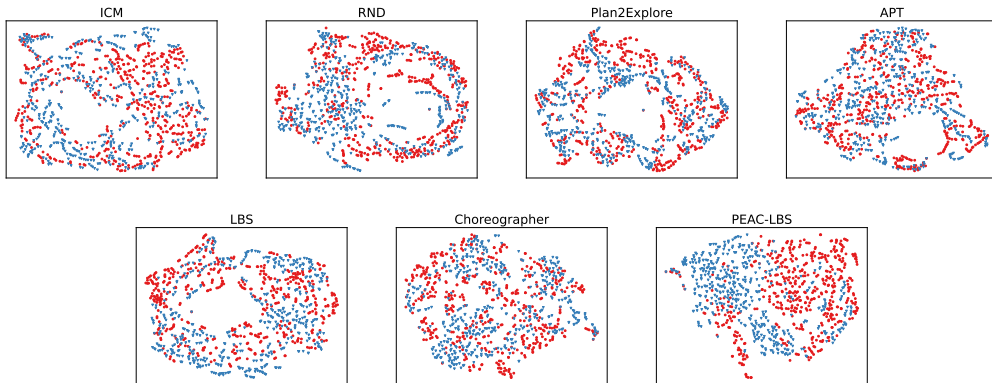 ICM
RND
Plan2Explore
APT
LBS
Choreographer
PEAC-LBS